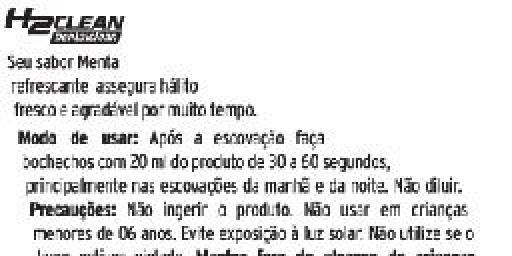 H2CLEAN
Seu sabor Menta
refrescante assegura hálito
fresco e agradável por muito tempo.
Modo de usar: Após a escovação faça
bochechos com 20 ml do produto de 30 a 60 segundos,
principalmente nas escovações da manhã e da noite. Não diluir.
Precauções: Não ingerir o produto. Não usar em crianças
menores de 06 anos. Evite exposição à luz solar. Não utilize se o